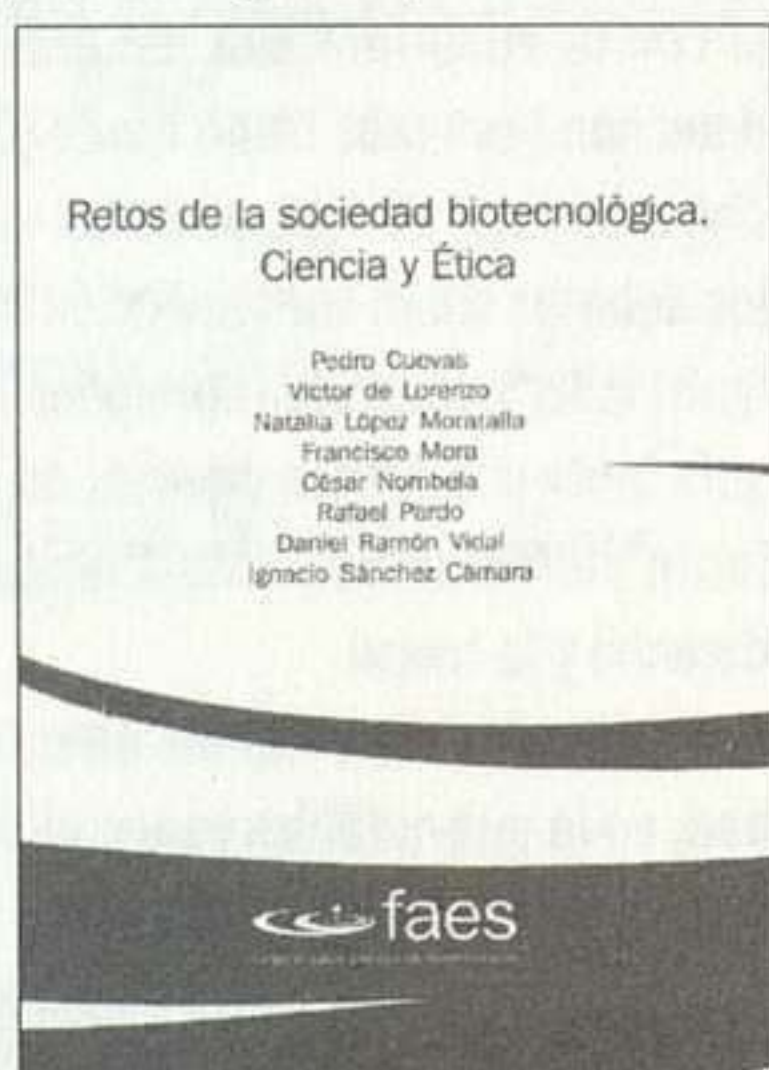 Retos de la sociedad biotecnológica.
Ciencia y Ética
Pedro Cuevas
Víctor de Lorenzo
Natalia López Moratalla
Francisco Mora
César Nombela
Rafael Pardo
Daniel Ramón Vidal
Ignacio Sánchez Cámara
faes